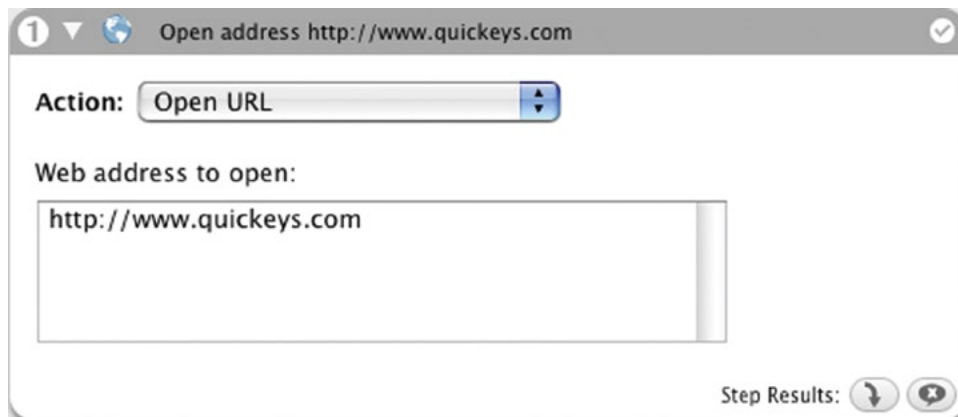 1 Open address http://www.quickeys.com
Action: Open URL
Web address to open:
http://www.quickeys.com
Step Results: